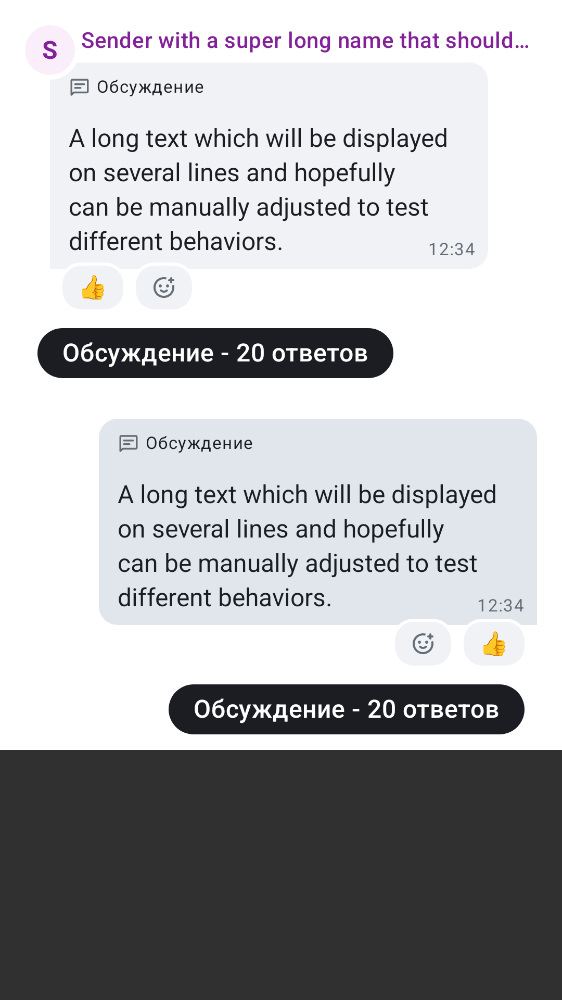 S
Sender with a super long name that should…
Обсуждение
A long text which will be displayed
on several lines and hopefully
can be manually adjusted to test
different behaviors.
12:34
👍
Обсуждение - 20 ответов
Обсуждение
A long text which will be displayed
on several lines and hopefully
can be manually adjusted to test
different behaviors.
12:34
👍
Обсуждение - 20 ответов